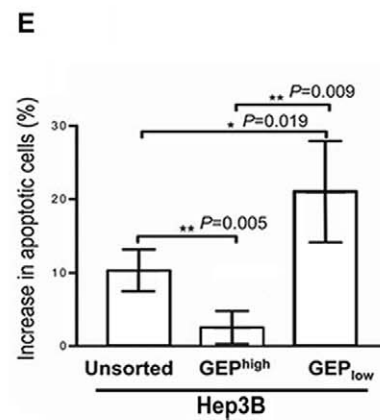 E
** P=0.009
* P=0.019
** P=0.005
Increase in apoptotic cells (%)
30
20
10
0
Unsorted GEPhigh GEPlow
Hep3B